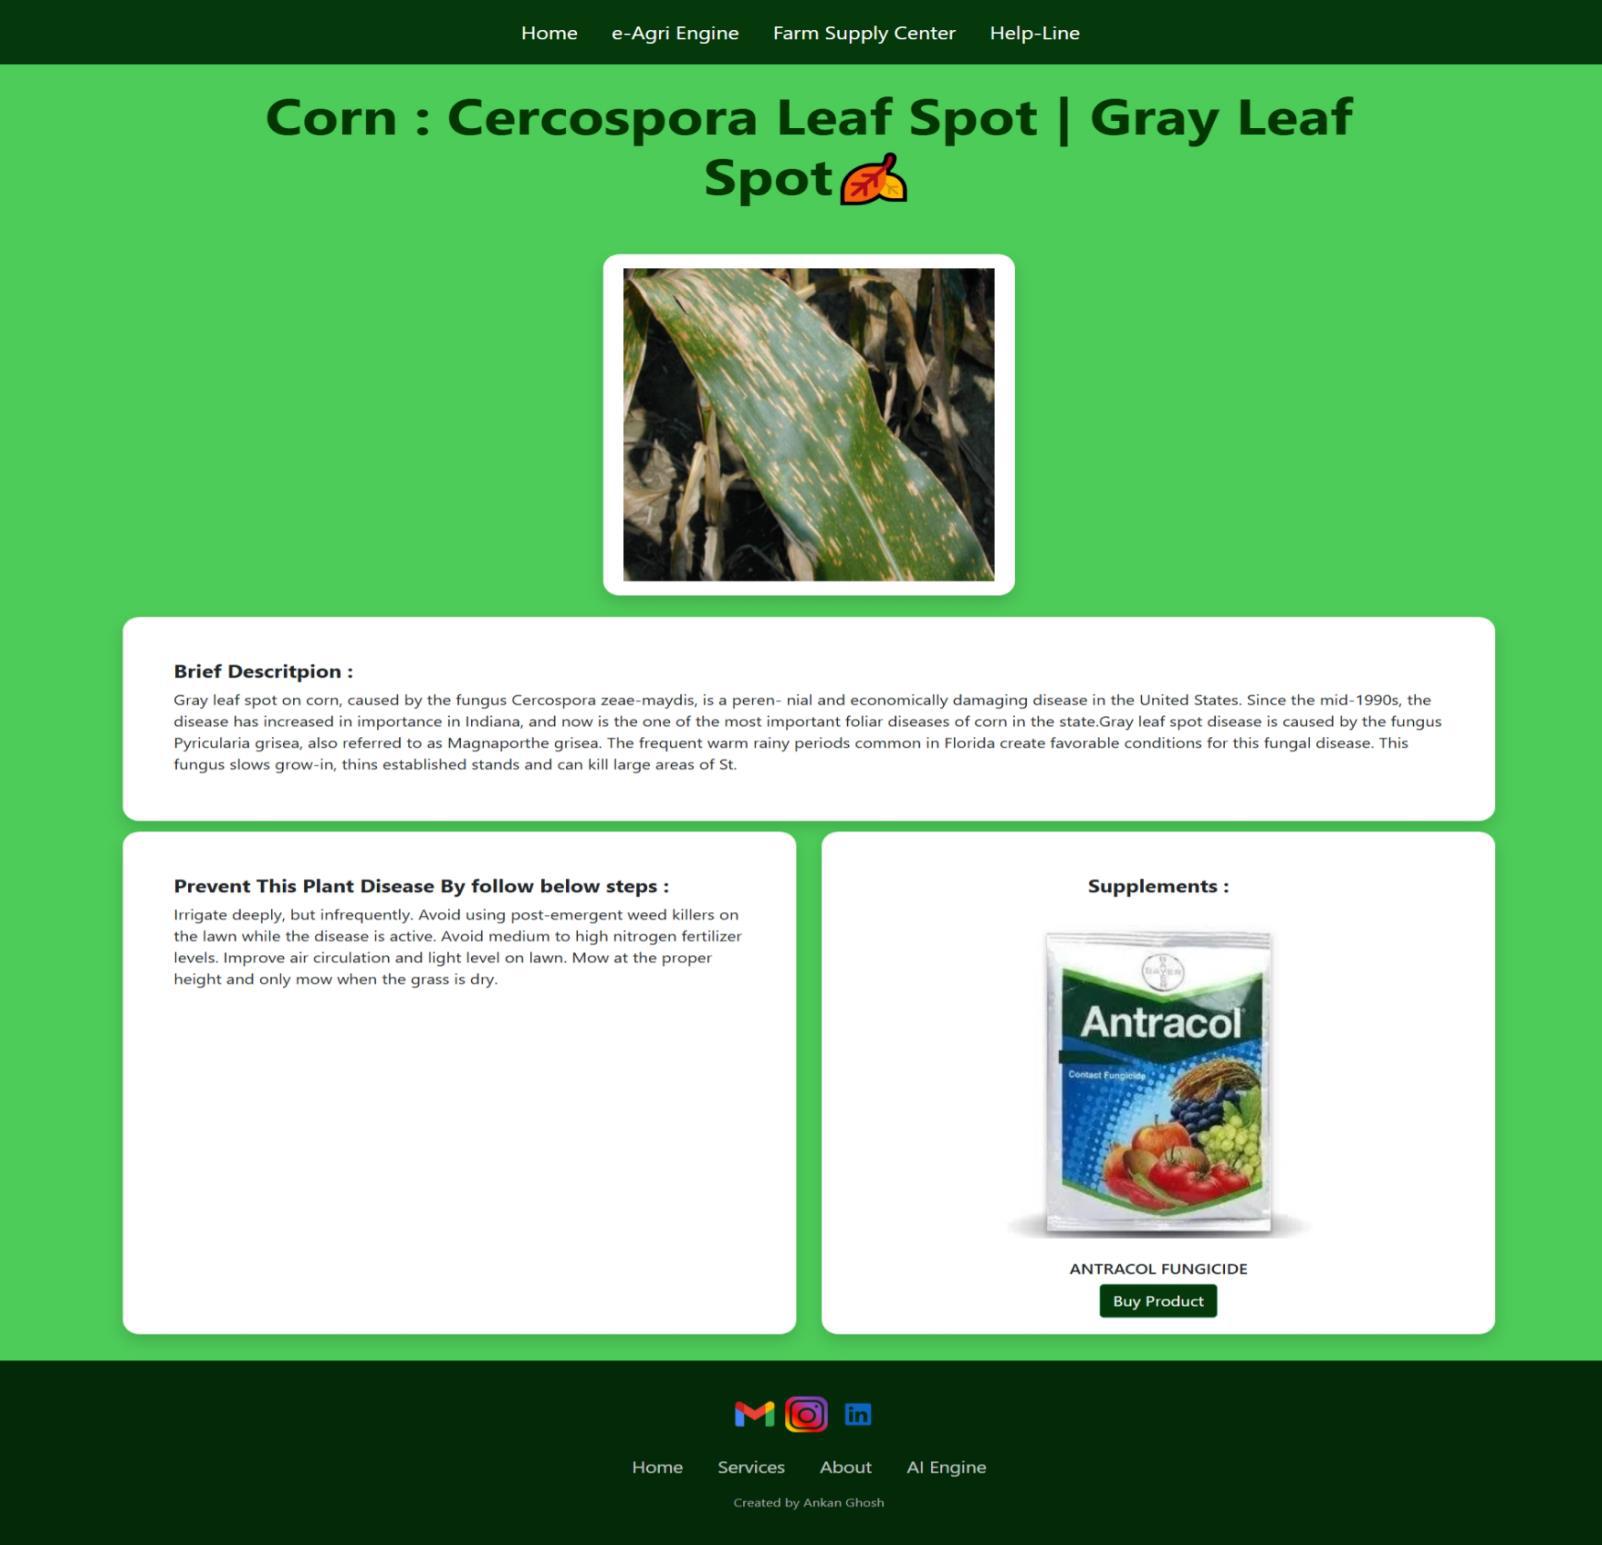 Home e-Agri Engine Farm Supply Center Help-Line
Corn : Cercospora Leaf Spot | Gray Leaf
Spot
Brief Descritpion :
Gray leaf spot on corn, caused by the fungus Cercospora zeae-maydis, is a peren- nial and economically damaging disease in the United States. Since the mid-1990s, the
disease has increased in importance in Indiana, and now is the one of the most important foliar diseases of corn in the state.Gray leaf spot disease is caused by the fungus
Pyricularia grisea, also referred to as Magnaporthe grisea. The frequent warm rainy periods common in Florida create favorable conditions for this fungal disease. This
fungus slows grow-in, thins established stands and can kill large areas of St.
Prevent This Plant Disease By follow below steps :
Irrigate deeply, but infrequently. Avoid using post-emergent weed killers on
the lawn while the disease is active. Avoid medium to high nitrogen fertilizer
levels. Improve air circulation and light level on lawn. Mow at the proper
height and only mow when the grass is dry.
Supplements :
BAYER
BAYER
Antracol
Contact Fungicide
ANTRACOL FUNGICIDE
Buy Product
in
Home Services About AI Engine
Created by Ankan Ghosh